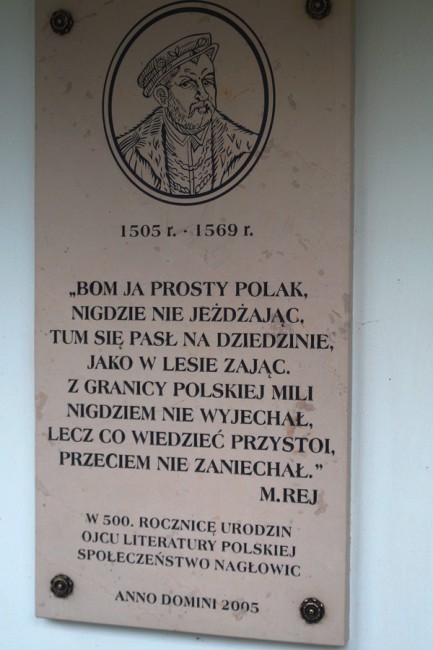 1505 r. - 1569 r.
„BOM JA PROSTY POLAK,
NIGDZIE NIE JEŻDŻAJĄC,
TUM SIĘ PASŁ NA DZIEDZINIE,
JAKO W LESIE ZAJĄC.
Z GRANICY POLSKIEJ MILI
NIGDZIEM NIE WYJECHAŁ,
LECZ CO WIEDZIEĆ PRZYSTOI,
PRZECIEM NIE ZANIECHAŁ.”
M.REJ
W 500. ROCZNICĘ URODZIN
OJCU LITERATURY POLSKIEJ
SPOŁECZEŃSTWO NAGŁOWIC
ANNO DOMINI 2005